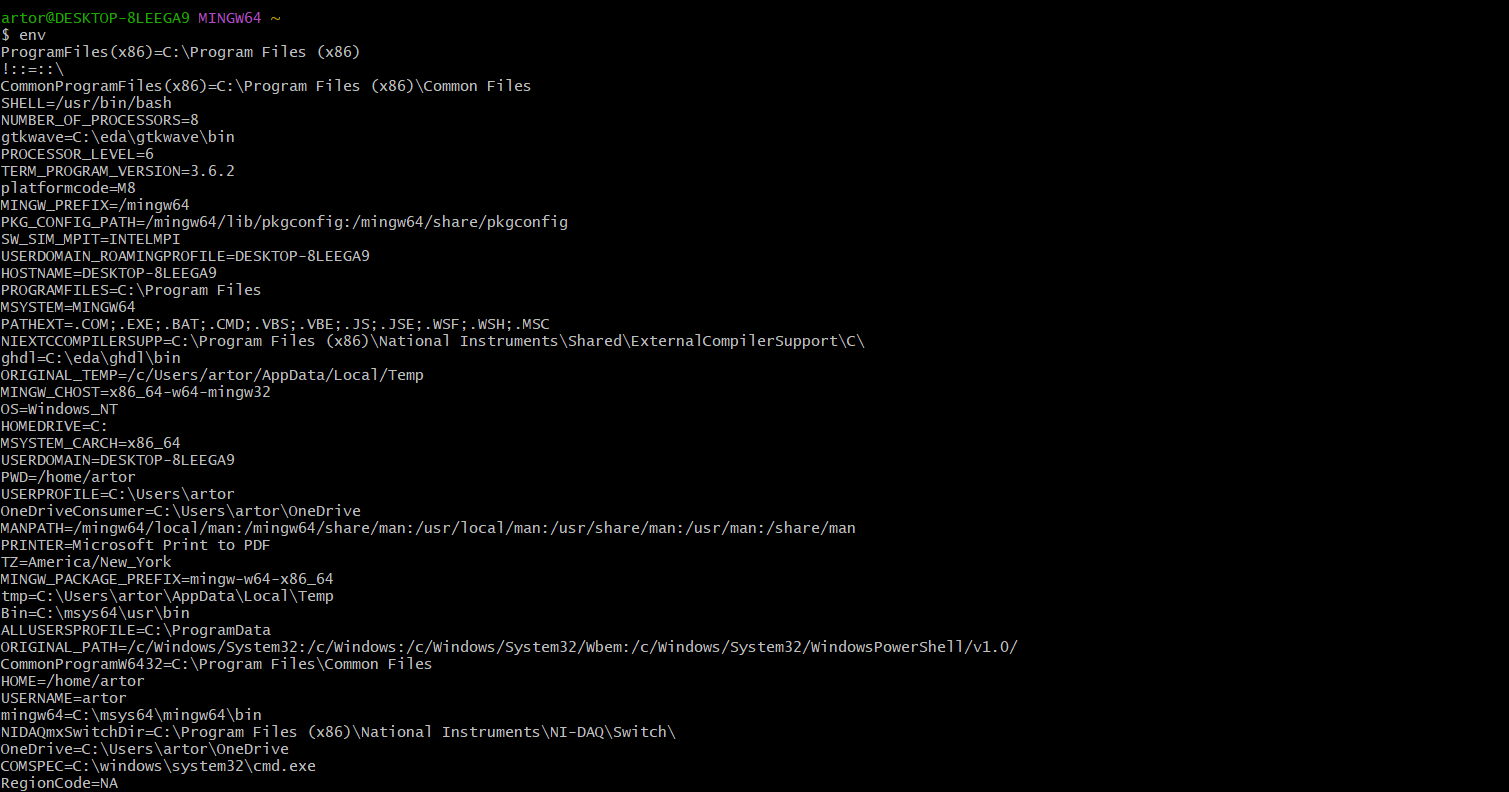 artor@DESKTOP-8LEEGA9 MINGW64 ~
$ env
ProgramFiles(x86)=C:\Program Files (x86)
!::=::\
CommonProgramFiles(x86)=C:\Program Files (x86)\Common Files
SHELL=/usr/bin/bash
NUMBER_OF_PROCESSORS=8
gtkwave=C:\eda\gtkwave\bin
PROCESSOR_LEVEL=6
TERM_PROGRAM_VERSION=3.6.2
platformcode=M8
MINGW_PREFIX=/mingw64
PKG_CONFIG_PATH=/mingw64/lib/pkgconfig:/mingw64/share/pkgconfig
SW_SIM_MPIT=INTELMPI
USERDOMAIN_ROAMINGPROFILE=DESKTOP-8LEEGA9
HOSTNAME=DESKTOP-8LEEGA9
PROGRAMFILES=C:\Program Files
MSYSTEM=MINGW64
PATHEXT=.COM;.EXE;.BAT;.CMD;.VBS;.VBE;.JS;.JSE;.WSF;.WSH;.MSC
NIEXTCCOMPILERSUPP=C:\Program Files (x86)\National Instruments\Shared\ExternalCompilerSupport\C\
ghdl=C:\eda\ghdl\bin
ORIGINAL_TEMP=/c/Users/artor/AppData/Local/Temp
MINGW_CHOST=x86_64-w64-mingw32
OS=Windows_NT
HOMEDRIVE=C:
MSYSTEM_CARCH=x86_64
USERDOMAIN=DESKTOP-8LEEGA9
PWD=/home/artor
USERPROFILE=C:\Users\artor
OneDriveConsumer=C:\Users\artor\OneDrive
MANPATH=/mingw64/local/man:/mingw64/share/man:/usr/local/man:/usr/share/man:/usr/man:/share/man
PRINTER=Microsoft Print to PDF
TZ=America/New_York
MINGW_PACKAGE_PREFIX=mingw-w64-x86_64
tmp=C:\Users\artor\AppData\Local\Temp
Bin=C:\msys64\usr\bin
ALLUSERSPROFILE=C:\ProgramData
ORIGINAL_PATH=/c/Windows/System32:/c/Windows:/c/Windows/System32/Wbem:/c/Windows/System32/WindowsPowerShell/v1.0/
CommonProgramW6432=C:\Program Files\Common Files
HOME=/home/artor
USERNAME=artor
mingw64=C:\msys64\mingw64\bin
NIDAQmxSwitchDir=C:\Program Files (x86)\National Instruments\NI-DAQ\Switch\
OneDrive=C:\Users\artor\OneDrive
COMSPEC=C:\windows\system32\cmd.exe
RegionCode=NA